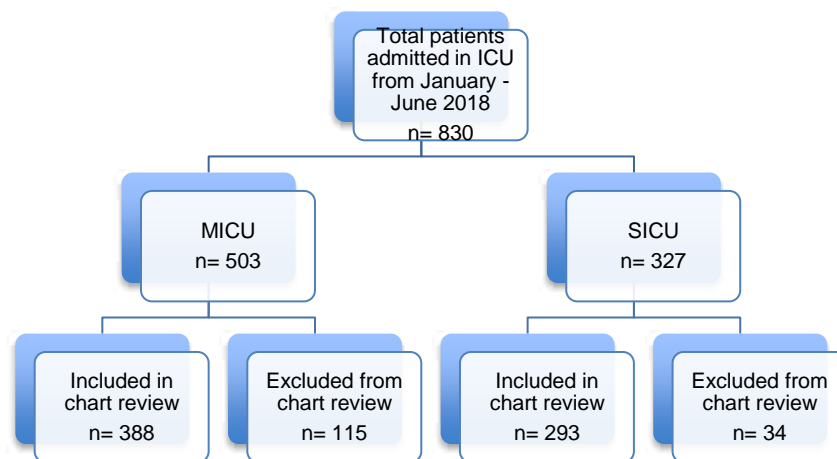 Total patients
admitted in ICU
from January -
June 2018
n= 830
MICU
n= 503
SICU
n= 327
Included in
chart review
n= 388
Excluded from
chart review
n= 115
Included in
chart review
n= 293
Excluded from
chart review
n= 34